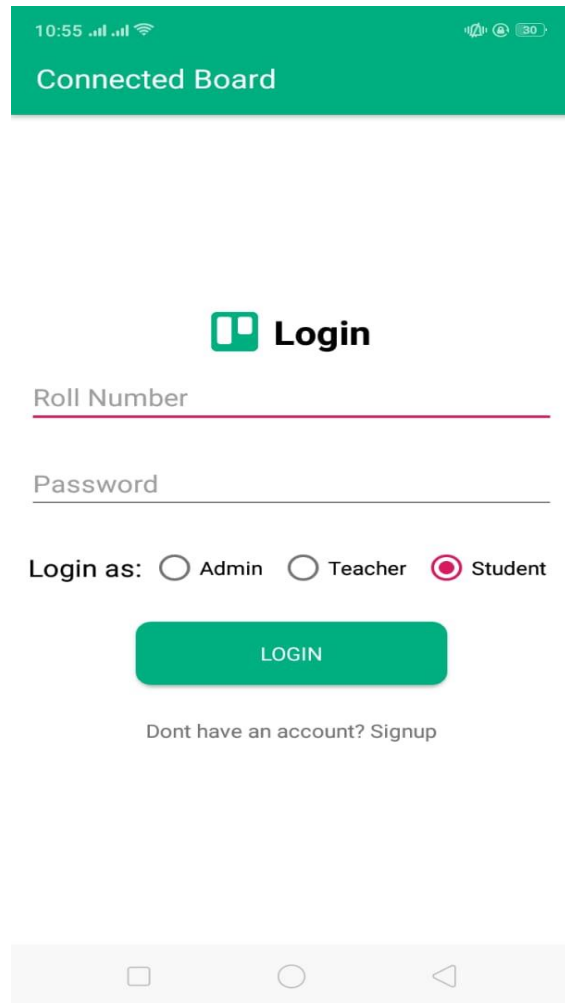 10:55
30
Connected Board
Login
Roll Number
Password
Login as: Admin Teacher Student
LOGIN
Dont have an account? Signup